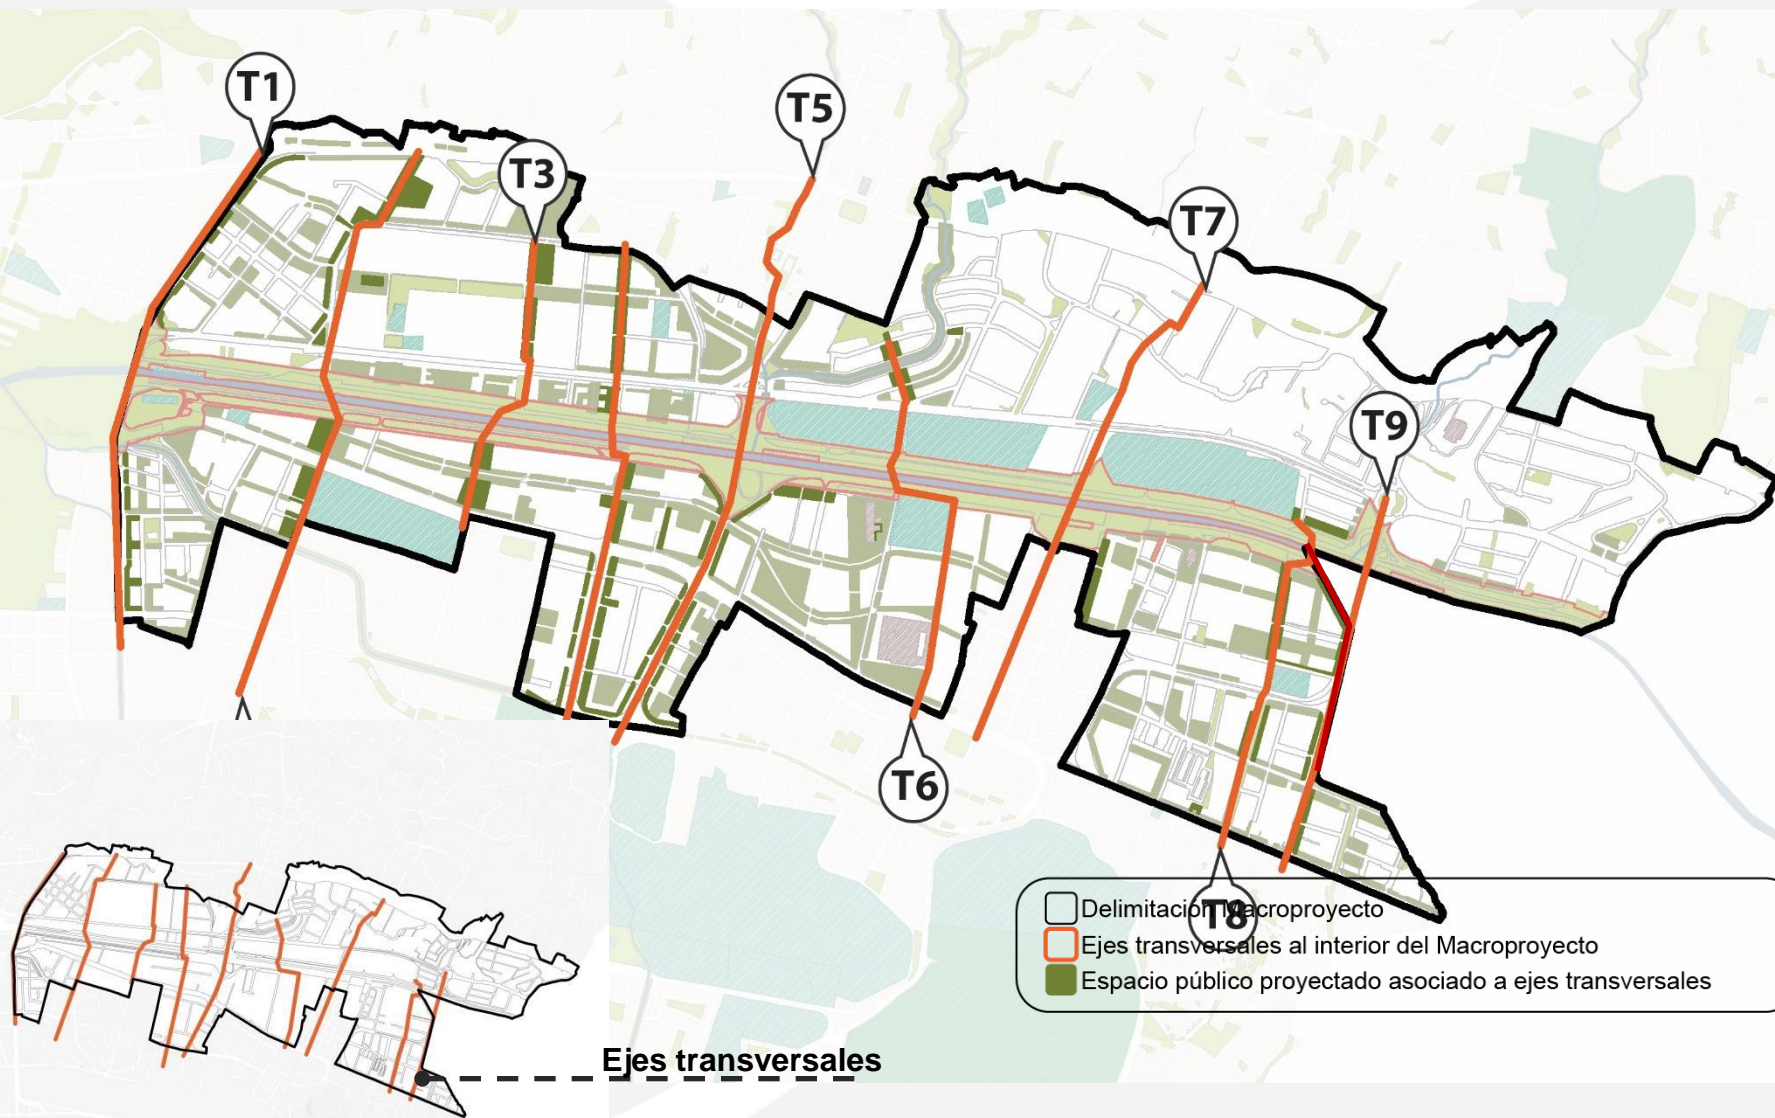 T1
T5
T3
T7
T9
T6
T8
Delimitación Macroproyecto
Ejes transversales al interior del Macroproyecto
Espacio público proyectado asociado a ejes transversales
Ejes transversales